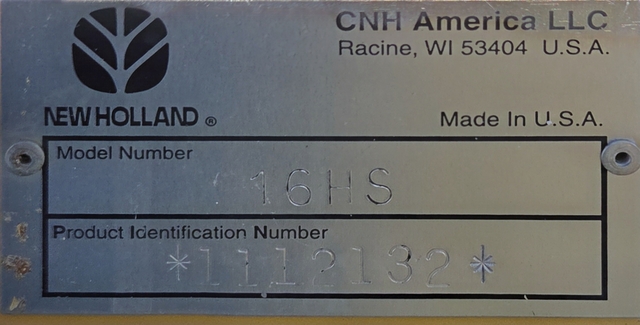 CNH America LLC
Racine, WI 53404 U.S.A.
NEW HOLLAND ®
Made In U.S.A.
Model Number
16HS
Product Identification Number
*1112132*